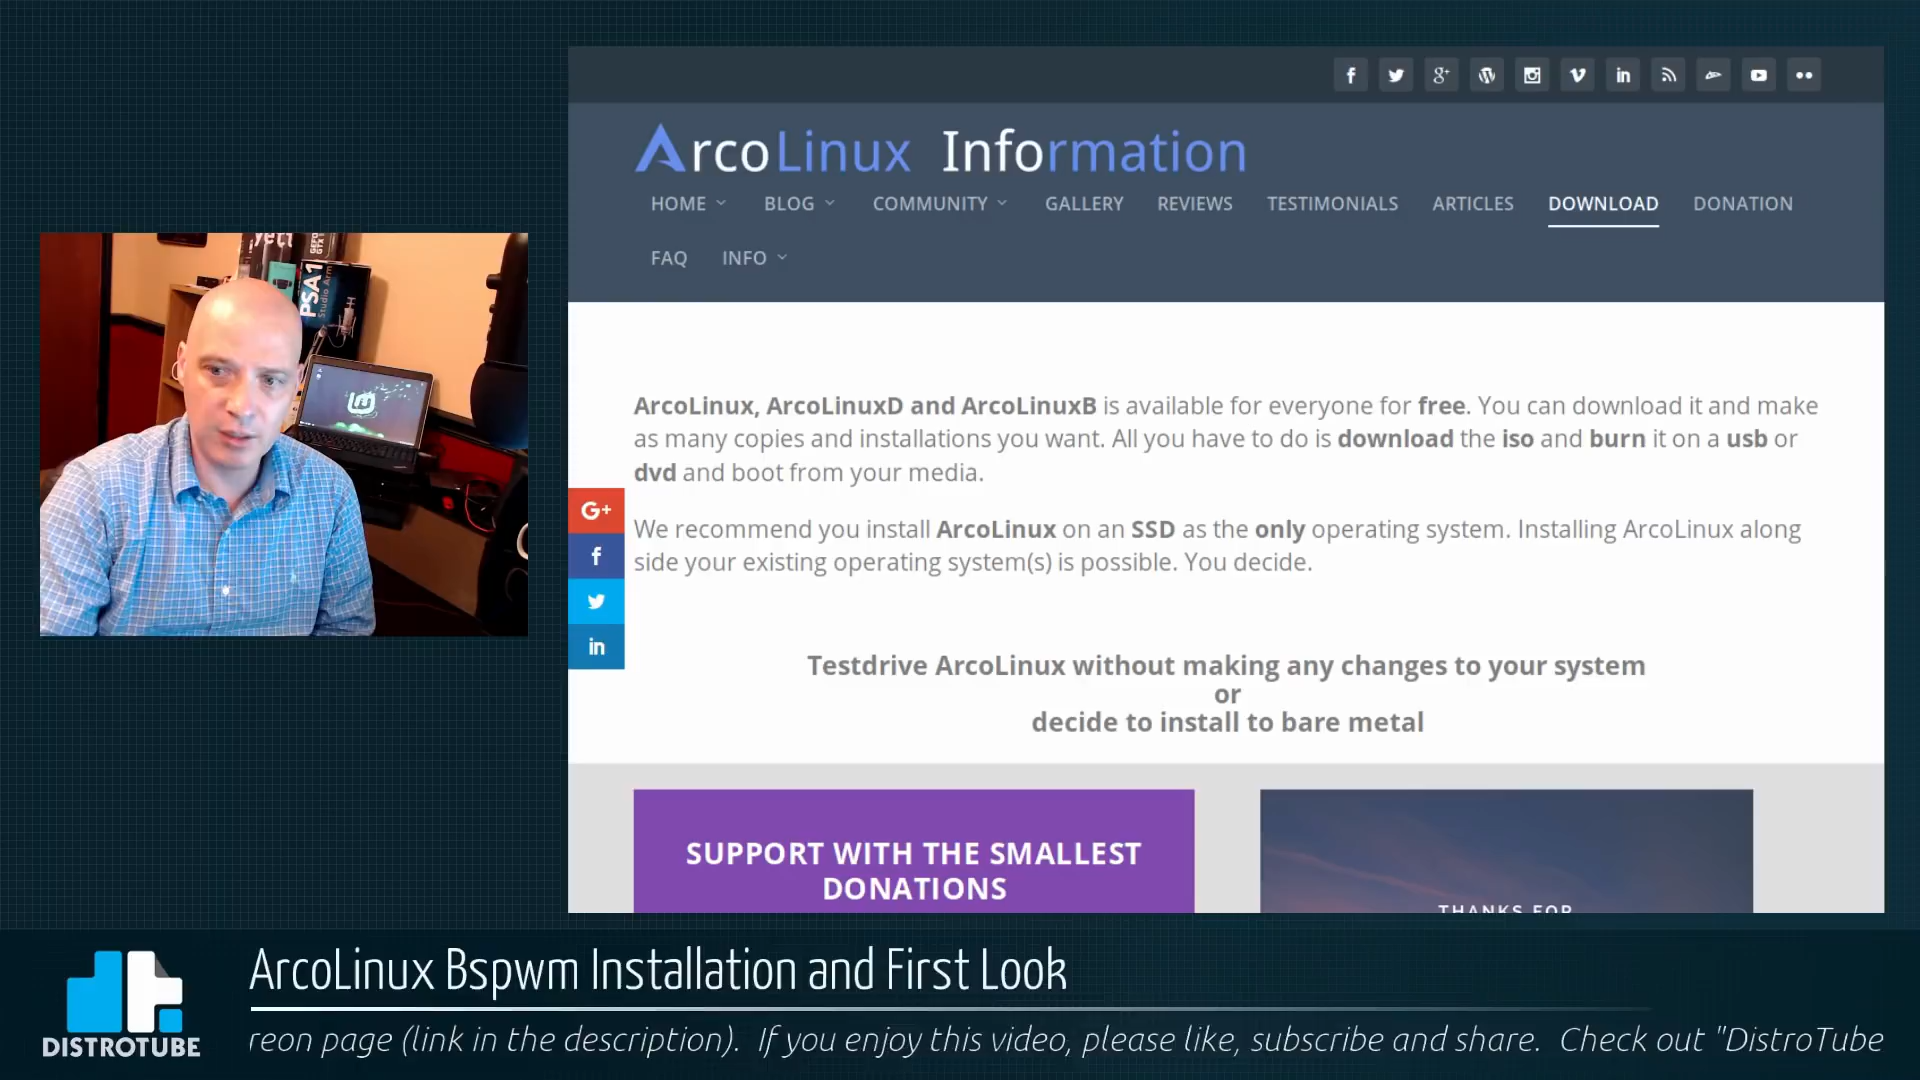 ArcoLinux Information
HOME BLOG COMMUNITY GALLERY REVIEWS TESTIMONIALS ARTICLES DOWNLOAD DONATION
FAQ INFO
PSA1
Studio Arm
ArcoLinux, ArcoLinuxD and ArcoLinuxB is available for everyone for free. You can download it and make
as many copies and installations you want. All you have to do is download the iso and burn it on a usb or
dvd and boot from your media.
G+
f
in
We recommend you install ArcoLinux on an SSD as the only operating system. Installing ArcoLinux along
side your existing operating system(s) is possible. You decide.
Testdrive ArcoLinux without making any changes to your system
or
decide to install to bare metal
SUPPORT WITH THE SMALLEST
DONATIONS
THANKS FOR
DISTROTUBE
ArcoLinux Bspwm Installation and First Look
reon page (link in the description). If you enjoy this video, please like, subscribe and share. Check out "DistroTube